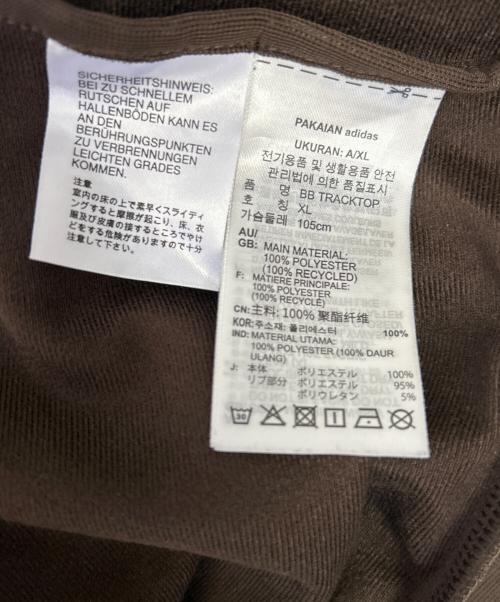 SICHERHEITSHINWEIS:
BEI ZU SCHNELLEM
RUTSCHEN AUF
HALLENBÖDEN KANN ES
AN DEN
BERÜHRUNGSPUNKTEN
ZU VERBRENNUNGEN
LEICHTEN GRADES
KOMMEN.
注意
室内の床の上で素早くスライディ
ングすると摩擦が起こり、床、衣
服及び皮膚の接するところでやけ
どをする危険がありますので十分
注意して下さい。
PAKAIAN adidas
UKURAN: A/XL
전기용품 및 생활용품 안전
관리법에 의한 품질표시
품 명 BB TRACKTOP
호 칭 XL
가슴둘레 105cm
AU/
GB: MAIN MATERIAL:
100% POLYESTER
(100% RECYCLED)
F: MATIERE PRINCIPALE:
100% POLYESTER
(100% RECYCLE)
CN: 主料: 100% 聚酯纤维
KOR: 주소재: 폴리에스터 100%
IND: MATERIAL UTAMA:
100% POLYESTER (100% DAUR
ULANG)
J: 本体 ポリエステル 100%
リブ部分 ポリエステル 95%
ポリウレタン 5%
30